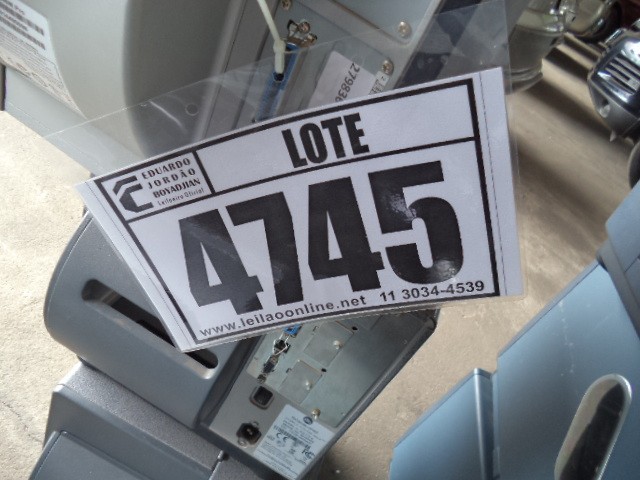 EDUARDO
JORDÃO
BOYADJIAN
Leiloeiro Oficial
LOTE
4745
www.leilaoonline.net 11 3034-4539